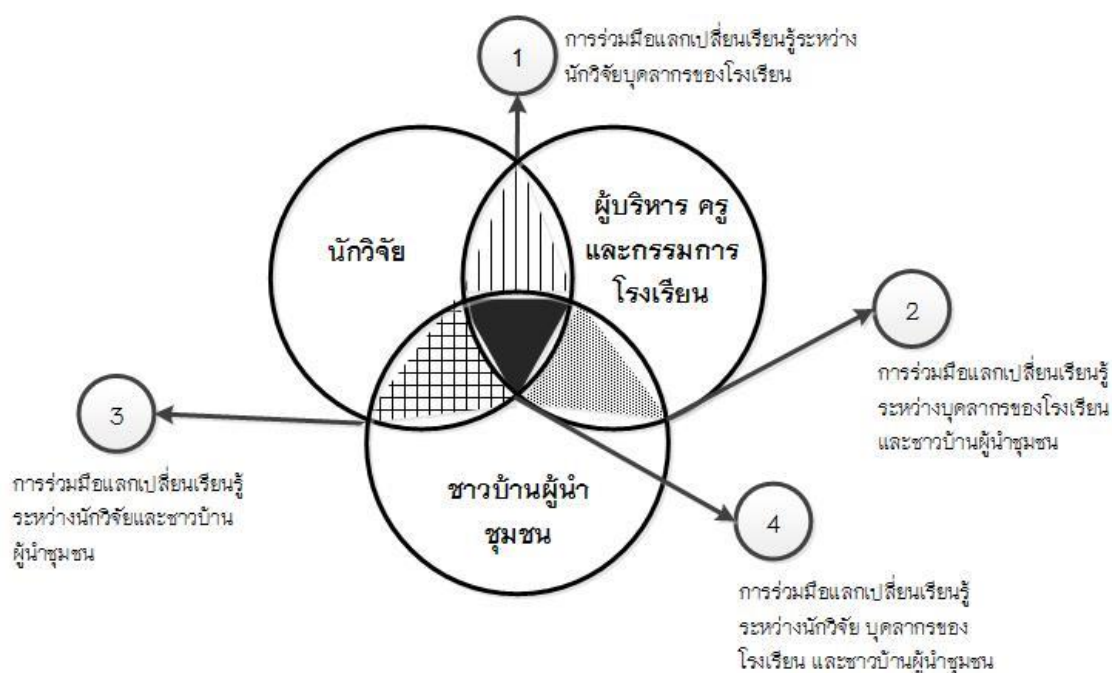 1
การร่วมมือแลกเปลี่ยนเรียนรู้ระหว่าง
นักวิจัยบุคลากรของโรงเรียน
นักวิจัย
ผู้บริหาร ครู
และกรรมการ
โรงเรียน
2
การร่วมมือแลกเปลี่ยนเรียนรู้
ระหว่างบุคลากรของโรงเรียน
และชาวบ้านผู้นำชุมชน
3
การร่วมมือแลกเปลี่ยนเรียนรู้
ระหว่างนักวิจัยและชาวบ้าน
ผู้นำชุมชน
ชาวบ้านผู้นำ
ชุมชน
4
การร่วมมือแลกเปลี่ยนเรียนรู้
ระหว่างนักวิจัย บุคลากรของ
โรงเรียน และชาวบ้านผู้นำชุมชน